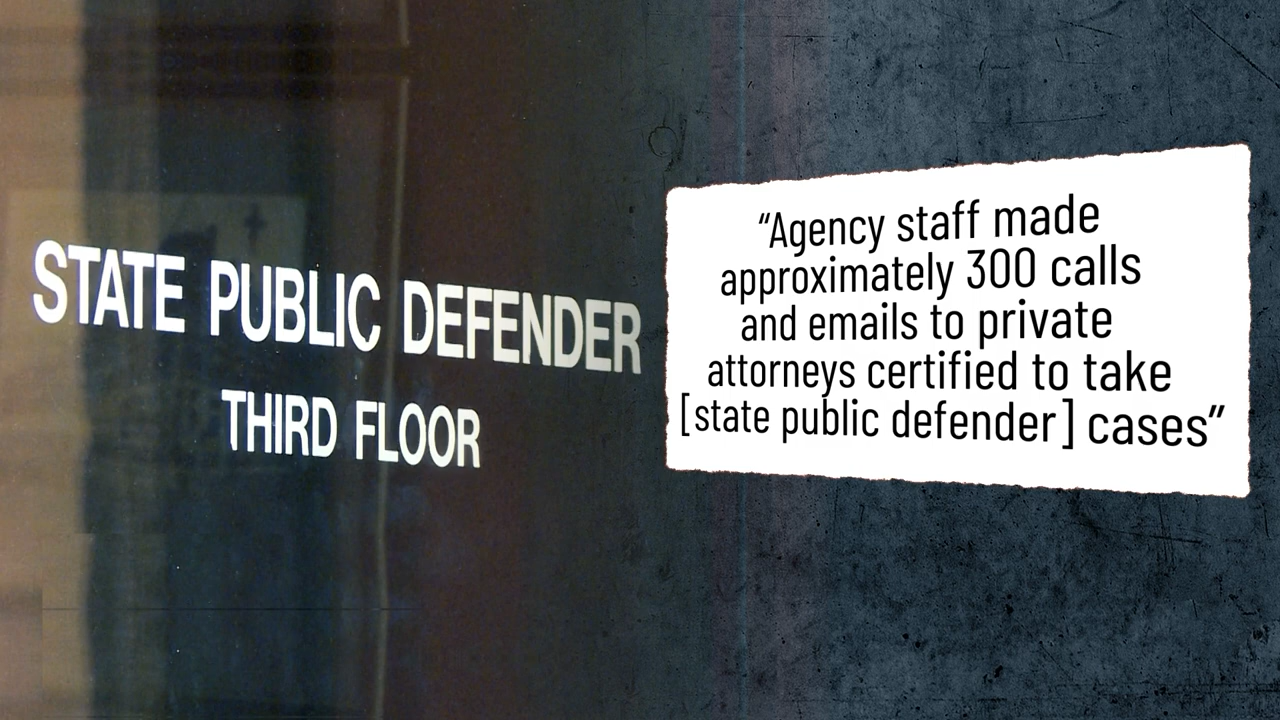 STATE PUBLIC DEFENDER
THIRD FLOOR
“Agency staff made
approximately 300 calls
and emails to private
attorneys certified to take
[state public defender] cases”